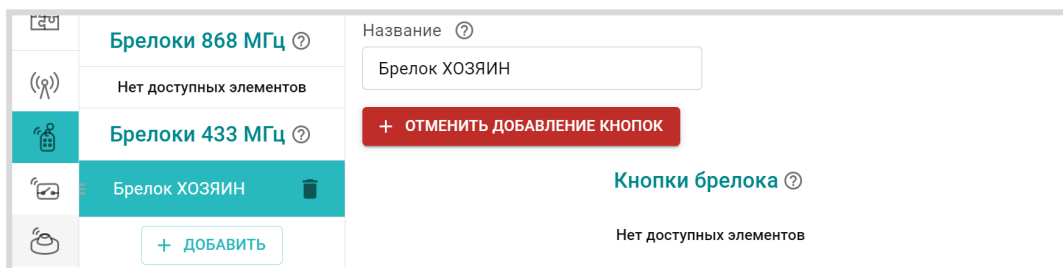 Брелоки 868 МГц
Нет доступных элементов
Брелоки 433 МГц
Брелок ХОЗЯИН
+ ДОБАВИТЬ
Название
Брелок ХОЗЯИН
+ ОТМЕНИТЬ ДОБАВЛЕНИЕ КНОПОК
Кнопки брелока
Нет доступных элементов